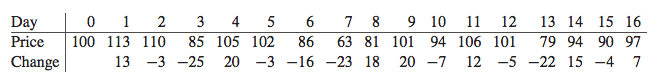 Day 0 1 2 3 4 5 6 7 8 9 10 11 12 13 14 15 16
Price 100 113 110 85 105 102 86 63 81 101 94 106 101 79 94 90 97
Change 13 −3 −25 20 −3 −16 −23 18 20 −7 12 −5 −22 15 −4 7